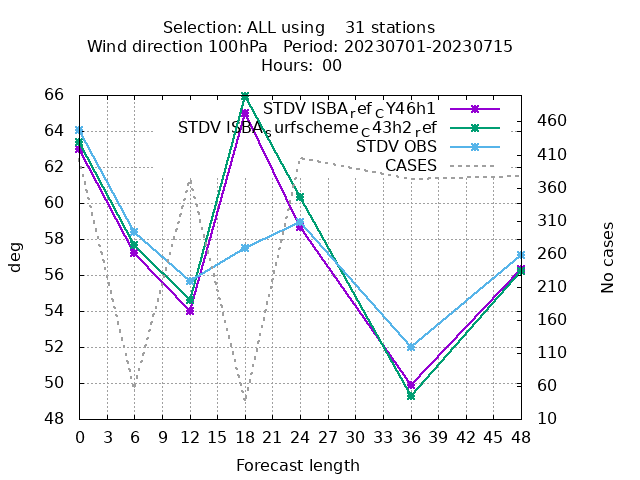 Selection: ALL using    31 stations
Wind direction 100hPa   Period: 20230701-20230715
Hours: 00
STDV ISBA_ref_CY46h1
STDV ISBA_surfscheme_C43h2_ref
STDV OBS
CASES
deg
66
64
62
60
58
56
54
52
50
48
No cases
460
410
360
310
260
210
160
110
60
10
0 3 6 9 12 15 18 21 24 27 30 33 36 39 42 45 48
Forecast length